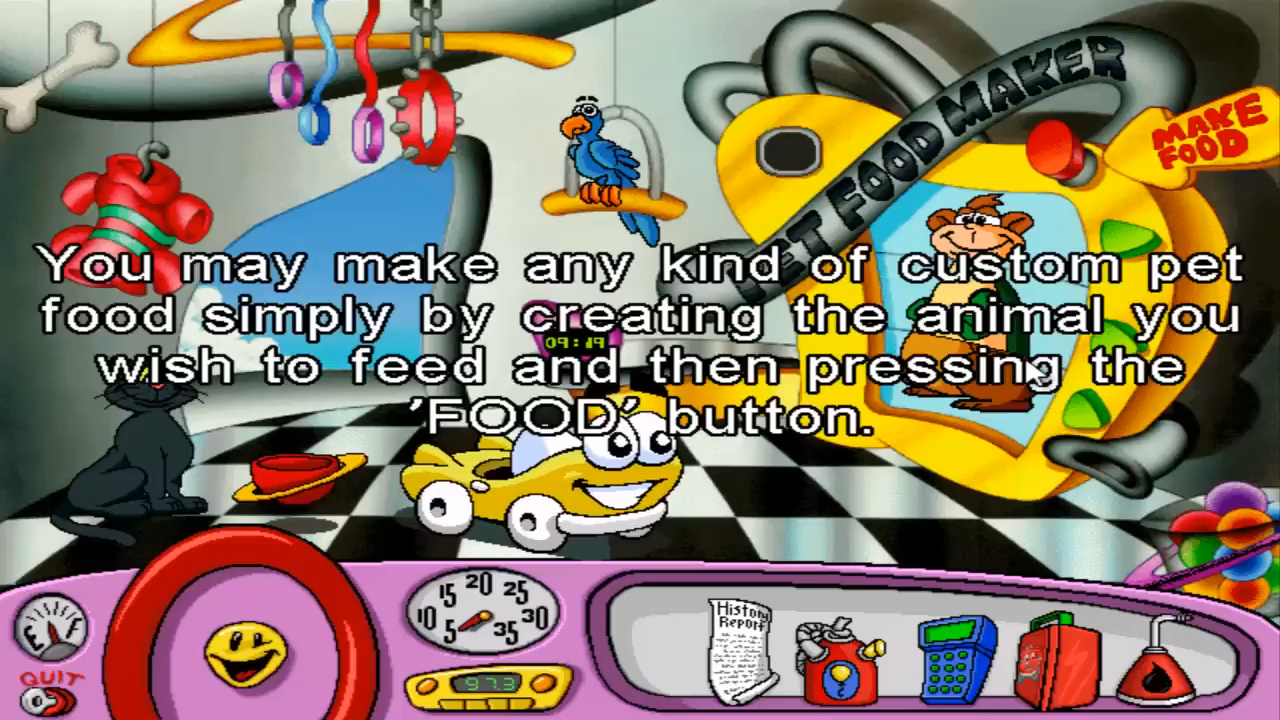 PET FOOD MAKER
MAKE
FOOD
You may make any kind of custom pet
food simply by creating the animal you
wish to feed and then pressing the
'FOOD' button.
09:19
History
Report
E F
QUIT
5 10 15 20 25 30 35
97.3